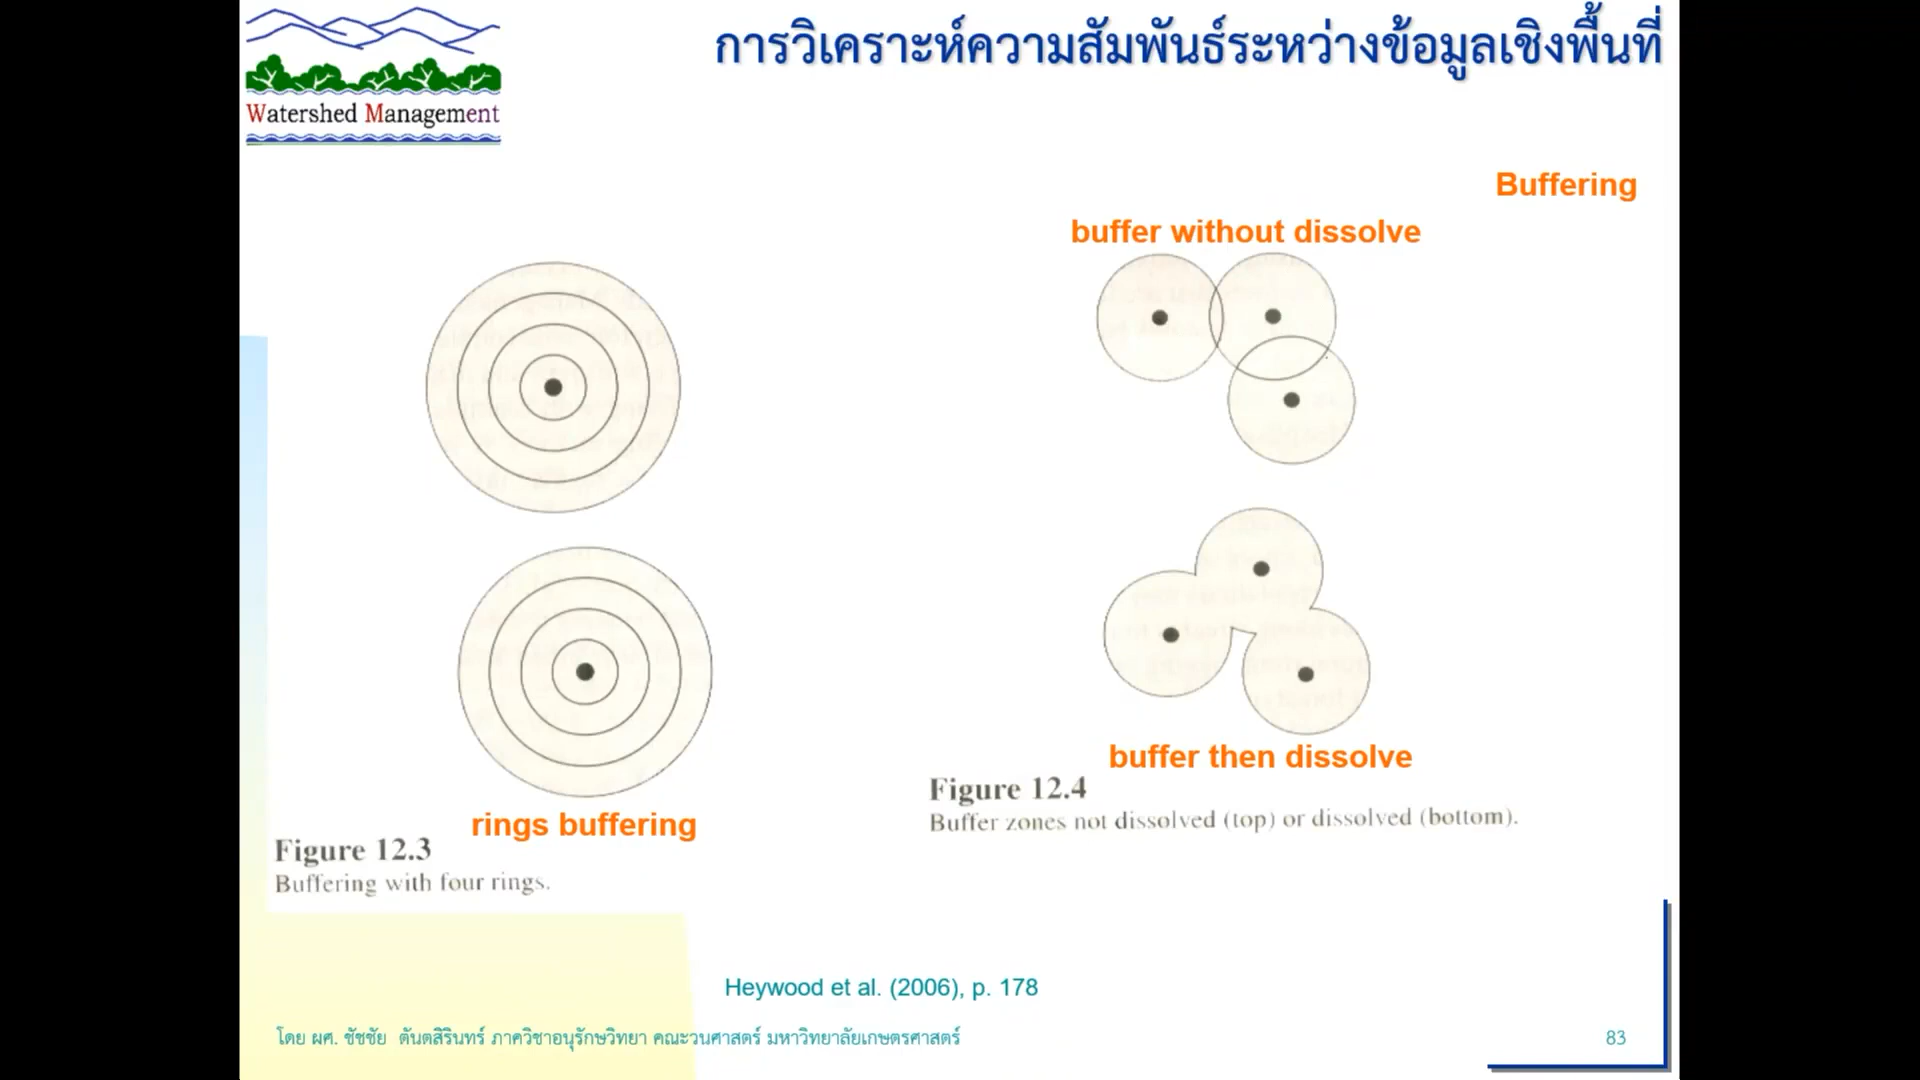 การวิเคราะห์ความสัมพันธ์ระหว่างข้อมูลเชิงพื้นที่
Watershed Management
Buffering
buffer without dissolve
buffer then dissolve
Figure 12.4
Buffer zones not dissolved (top) or dissolved (bottom).
rings buffering
Figure 12.3
Buffering with four rings.
Heywood et al. (2006), p. 178
โดย ผศ. ชัชชัย ตันตสิรินทร์ ภาควิชาอนุรักษวิทยา คณะวนศาสตร์ มหาวิทยาลัยเกษตรศาสตร์
83